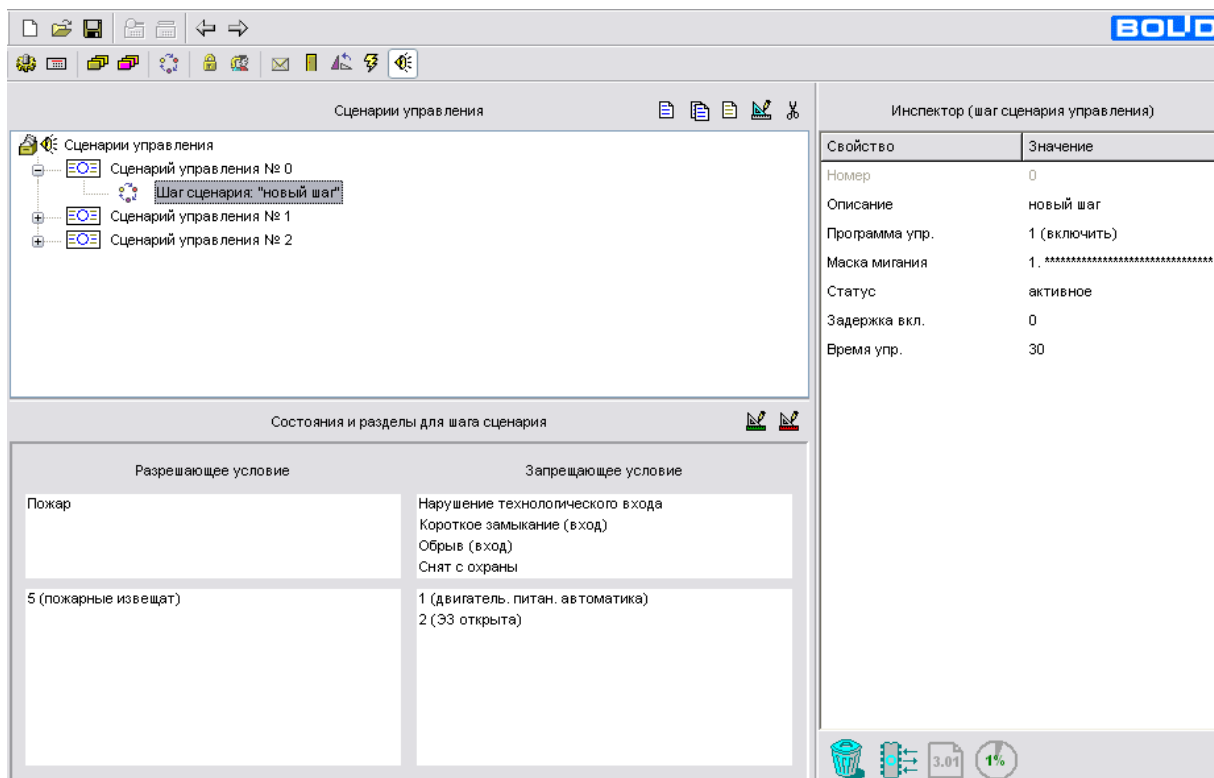 BOLID
Сценарии управления
Сценарии управления
Сценарий управления № 0
Шаг сценария: "новый шаг"
Сценарий управления № 1
Сценарий управления № 2
Состояния и разделы для шага сценария
Разрешающее условие
Запрещающее условие
Пожар
Нарушение технологического входа
Короткое замыкание (вход)
Обрыв (вход)
Снят с охраны
5 (пожарные извещат)
1 (двигатель. питан. автоматика)
2 (ЭЗ открыта)
Инспектор (шаг сценария управления)
Свойство Значение
Номер 0
Описание новый шаг
Программа упр. 1 (включить)
Маска мигания 1. ********************************
Статус активное
Задержка вкл. 0
Время упр. 30
3.01 1%